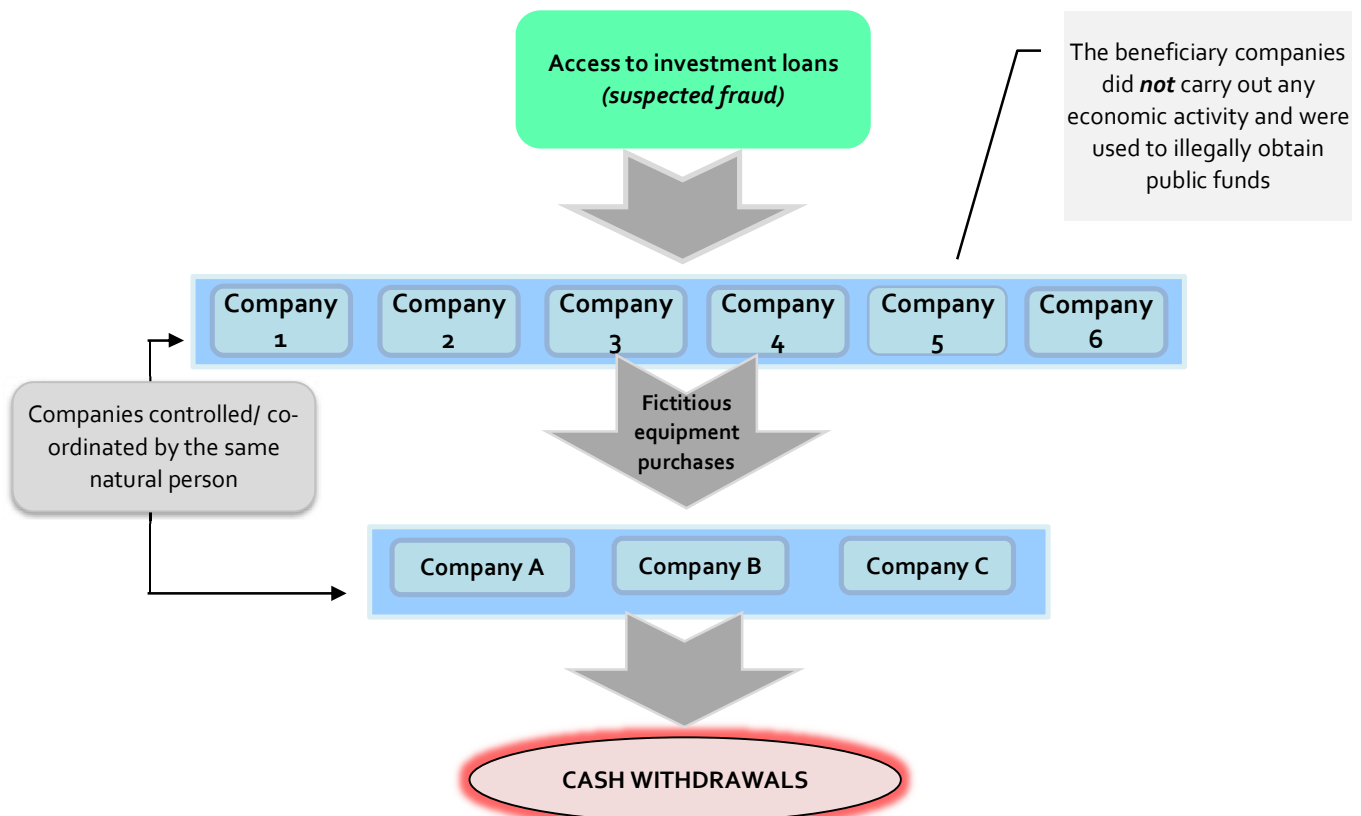 Access to investment loans
(suspected fraud)
The beneficiary companies
did not carry out any
economic activity and were
used to illegally obtain
public funds
Company
1
Company
2
Company
3
Company
4
Company
5
Company
6
Companies controlled/ co-
ordinated by the same
natural person
Fictitious
equipment
purchases
Company A
Company B
Company C
CASH WITHDRAWALS